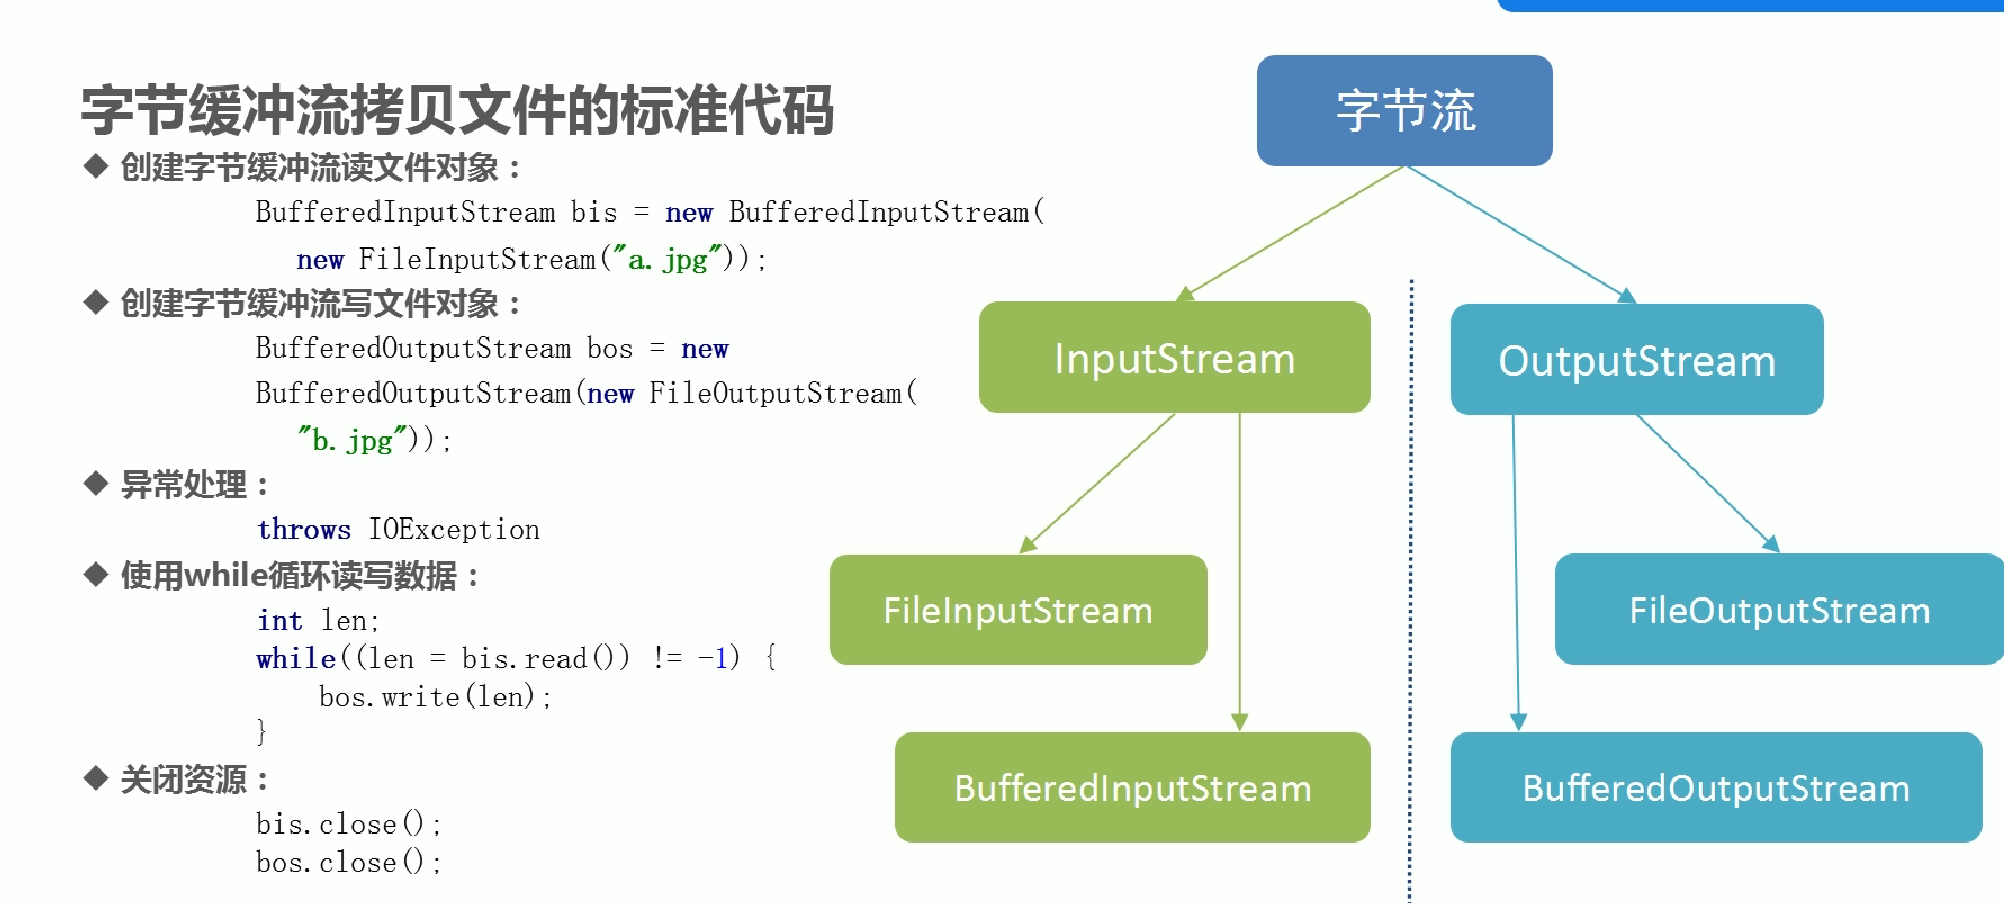 字节缓冲流拷贝文件的标准代码
◆ 创建字节缓冲流读文件对象：
BufferedInputStream bis = new BufferedInputStream(
new FileInputStream("a.jpg"));
◆ 创建字节缓冲流写文件对象：
BufferedOutputStream bos = new
BufferedOutputStream(new FileOutputStream(
"b.jpg"));
◆ 异常处理：
throws IOException
◆ 使用while循环读写数据：
int len;
while((len = bis.read()) != -1) {
bos.write(len);
}
◆ 关闭资源：
bis.close();
bos.close();
字节流
InputStream
OutputStream
FileInputStream
FileOutputStream
BufferedInputStream
BufferedOutputStream